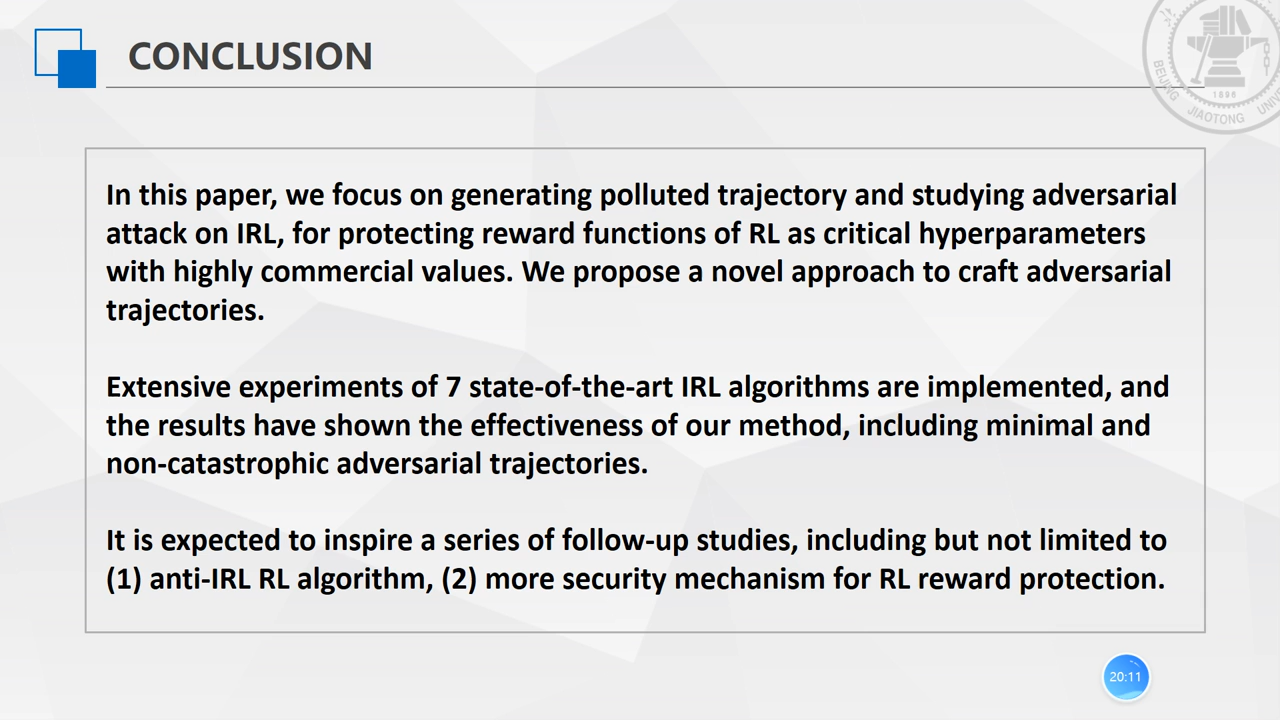 CONCLUSION
BEIJING JIAOTONG
1896
In this paper, we focus on generating polluted trajectory and studying adversarial
attack on IRL, for protecting reward functions of RL as critical hyperparameters
with highly commercial values. We propose a novel approach to craft adversarial
trajectories.
Extensive experiments of 7 state-of-the-art IRL algorithms are implemented, and
the results have shown the effectiveness of our method, including minimal and
non-catastrophic adversarial trajectories.
It is expected to inspire a series of follow-up studies, including but not limited to
(1) anti-IRL RL algorithm, (2) more security mechanism for RL reward protection.
20:11